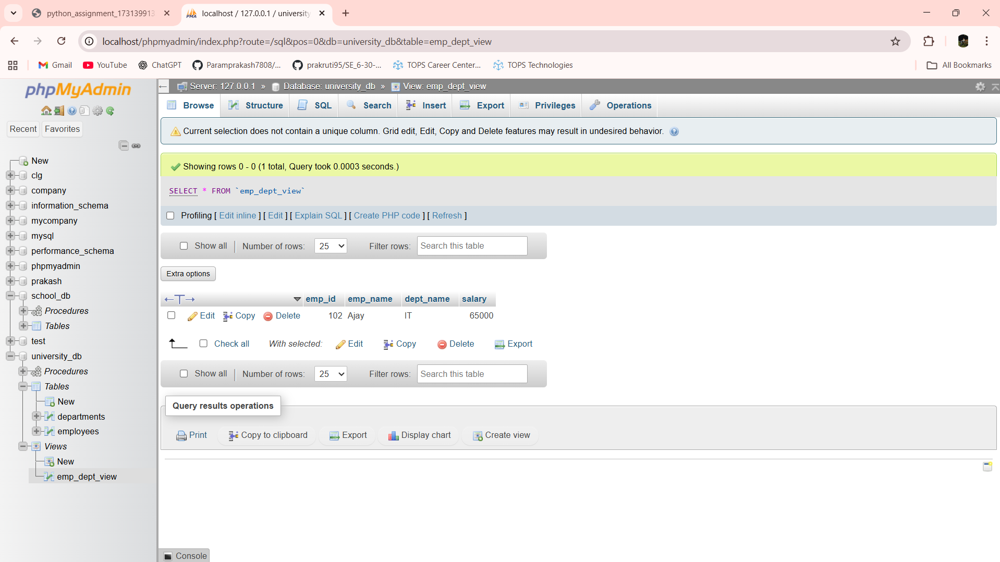 python_assignment_173139913
localhost / 127.0.0.1 / university
localhost/phpmyadmin/index.php?route=/sql&pos=0&db=university_db&table=emp_dept_view
Gmail YouTube ChatGPT Paramprakash7808/... prakruti95/SE_6-30-... TOPS Career Center... TOPS Technologies All Bookmarks
phpMyAdmin
Recent Favorites
New
clg
company
information_schema
mycompany
mysql
performance_schema
phpmyadmin
prakash
school_db
Procedures
Tables
test
university_db
Procedures
Tables
New
departments
employees
Views
New
emp_dept_view
Server: 127.0.0.1 » Database: university_db » View: emp_dept_view
Browse Structure SQL Search Insert Export Privileges Operations
Current selection does not contain a unique column. Grid edit, Edit, Copy and Delete features may result in undesired behavior.
Showing rows 0 - 0 (1 total, Query took 0.0003 seconds.)
SELECT * FROM `emp_dept_view`
Profiling [ Edit inline ] [ Edit ] [ Explain SQL ] [ Create PHP code ] [ Refresh ]
Show all Number of rows: 25 Filter rows: Search this table
Extra options
emp_id emp_name dept_name salary
Edit Copy Delete 102 Ajay IT 65000
Check all With selected: Edit Copy Delete Export
Show all Number of rows: 25 Filter rows: Search this table
Query results operations
Print Copy to clipboard Export Display chart Create view
Console